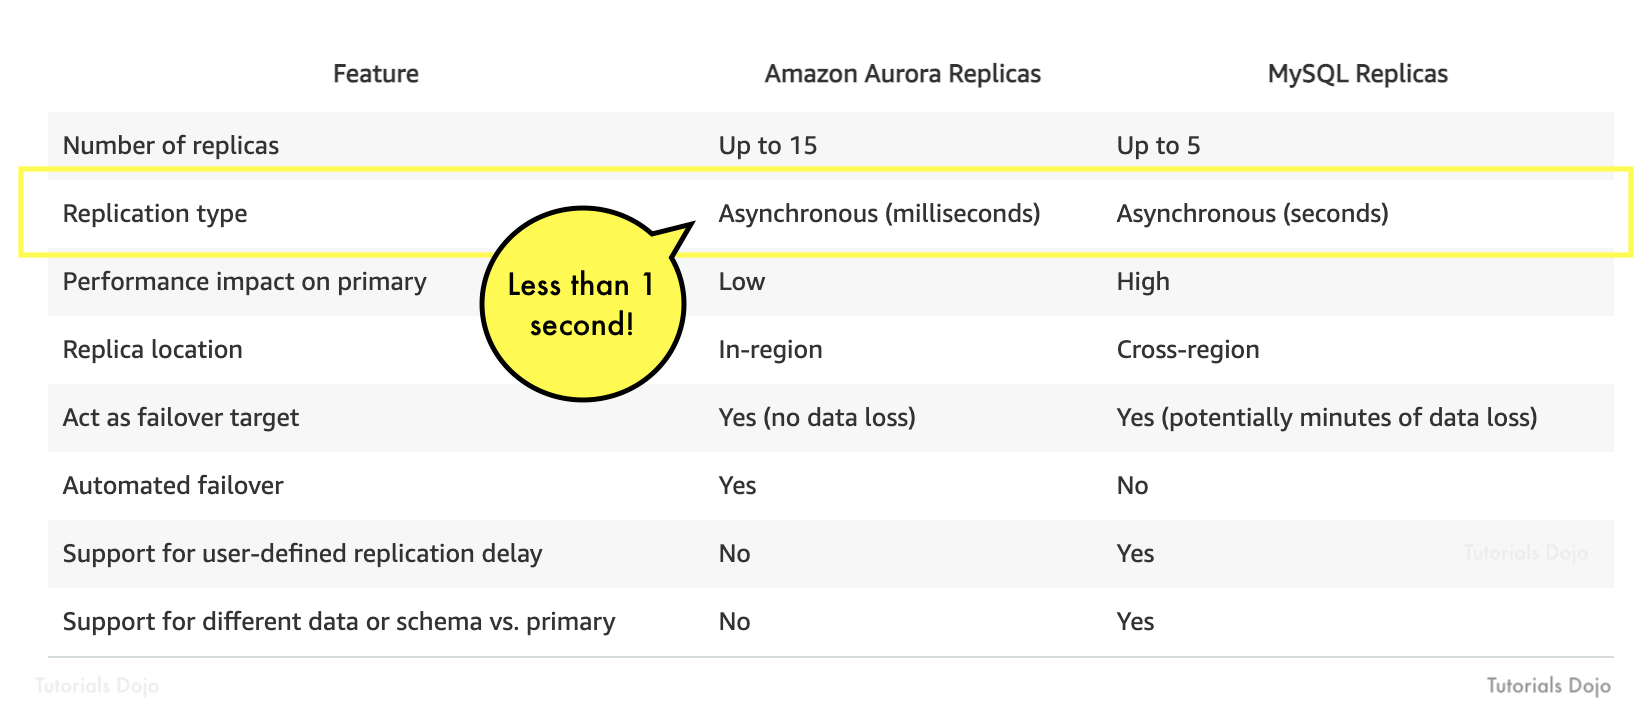 Feature Amazon Aurora Replicas MySQL Replicas
Number of replicas Up to 15 Up to 5
Replication type Asynchronous (milliseconds) Asynchronous (seconds)
Less than 1
second!
Performance impact on primary Low High
Replica location In-region Cross-region
Act as failover target Yes (no data loss) Yes (potentially minutes of data loss)
Automated failover Yes No
Support for user-defined replication delay No Yes
Tutorials Dojo
Support for different data or schema vs. primary No Yes
Tutorials Dojo
Tutorials Dojo